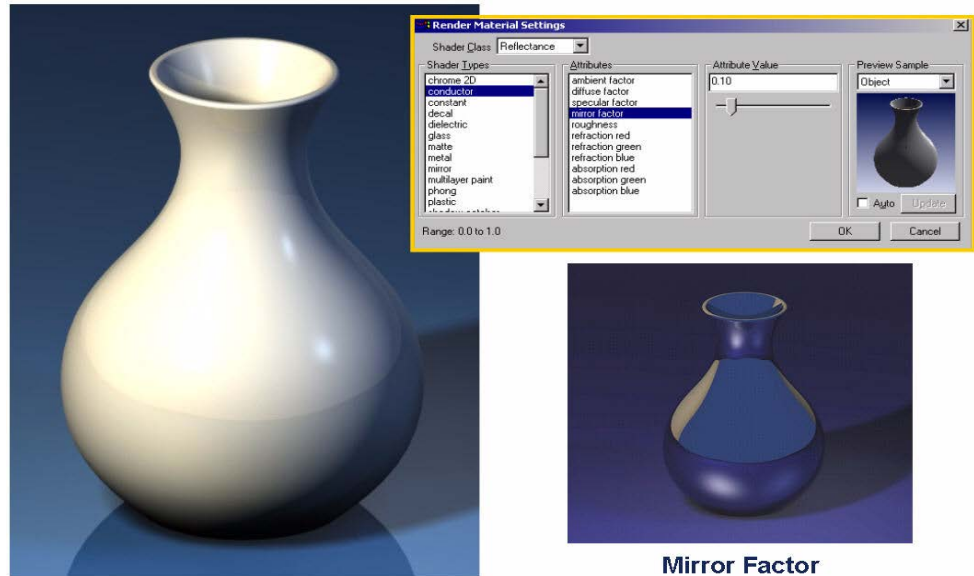 Render Material Settings
Shader Class Reflectance
Shader Types
chrome 2D
conductor
constant
decal
dielectric
glass
matte
metal
mirror
multilayer paint
phong
plastic
shadow catcher
Attributes
ambient factor
diffuse factor
specular factor
mirror factor
roughness
refraction red
refraction green
refraction blue
absorption red
absorption green
absorption blue
Attribute Value
0.10
Preview Sample
Object
Auto Update
Range: 0.0 to 1.0
OK Cancel
Mirror Factor